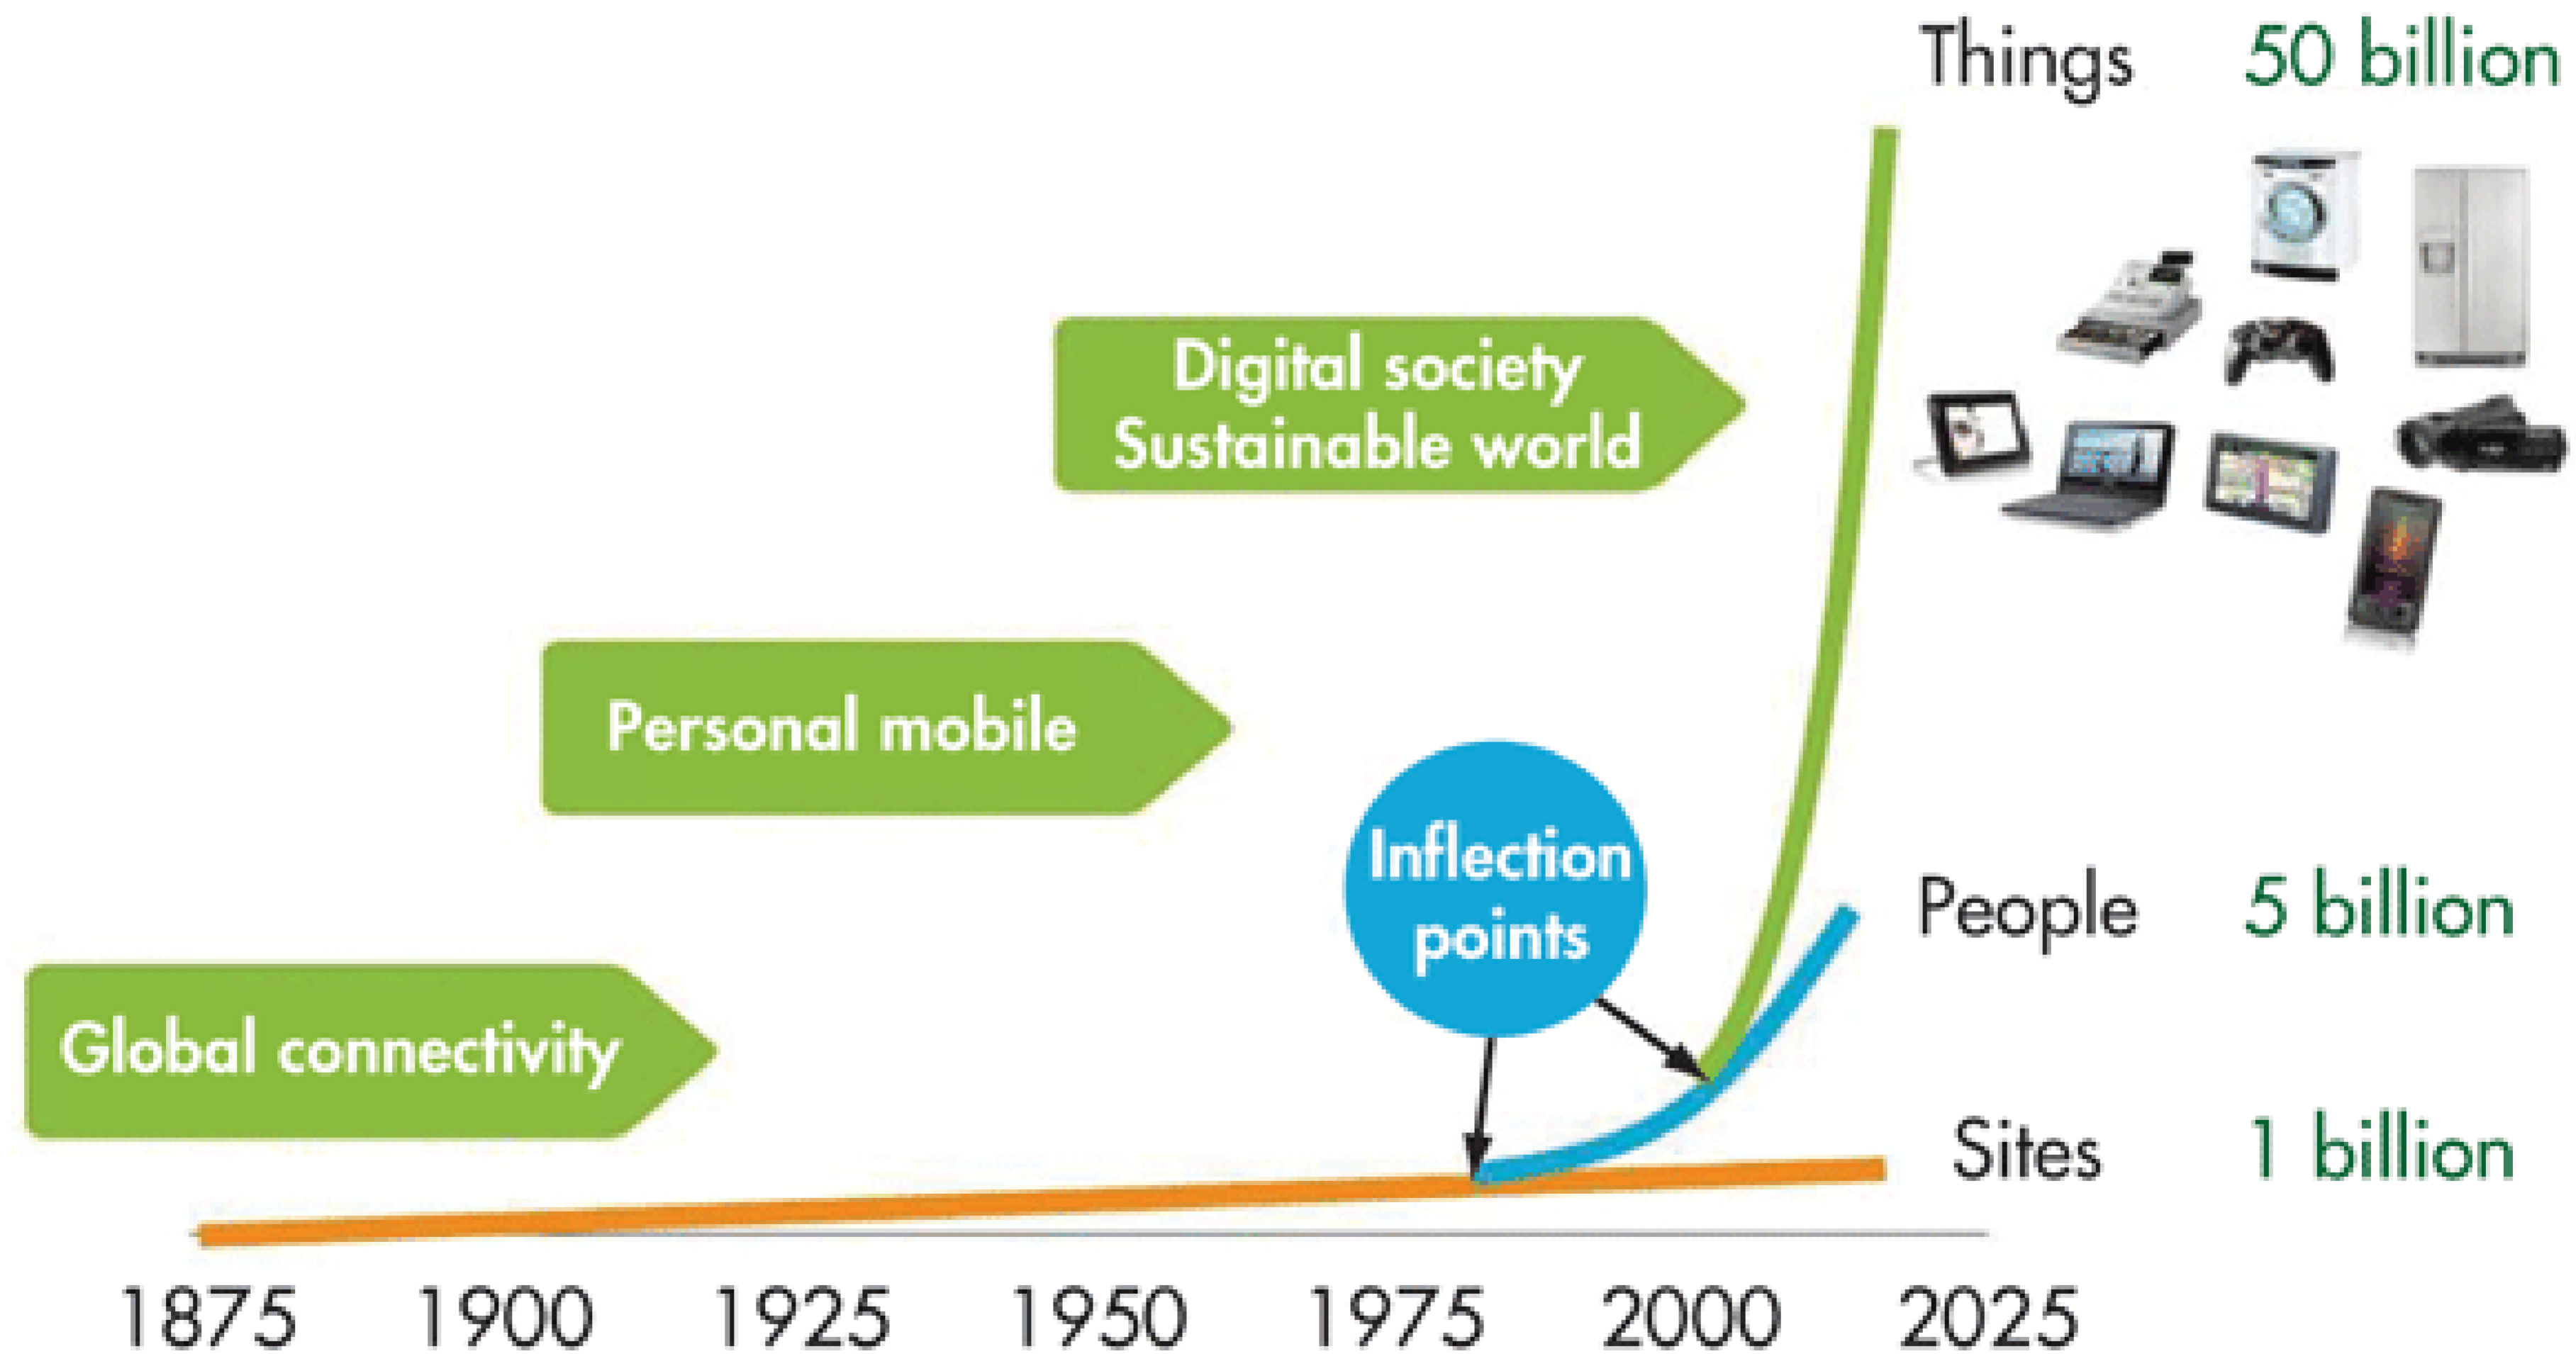 Things 50 billion
Digital society
Sustainable world
Personal mobile
Inflection
points
People 5 billion
Global connectivity
Sites 1 billion
1875 1900 1925 1950 1975 2000 2025